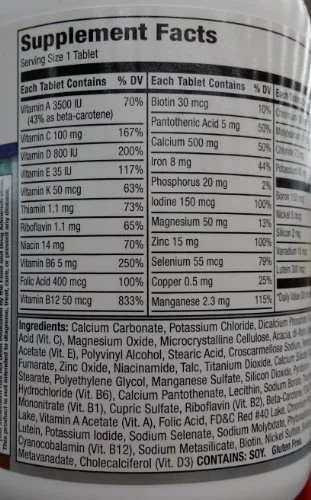 Supplement Facts
Serving Size 1 Tablet
Each Tablet Contains % DV
Vitamin A 3500 IU 70%
(43% as beta-carotene)
Vitamin C 100 mg 167%
Vitamin D 800 IU 200%
Vitamin E 35 IU 117%
Vitamin K 50 mcg 63%
Thiamin 1.1 mg 73%
Riboflavin 1.1 mg 65%
Niacin 14 mg 70%
Vitamin B6 5 mg 250%
Folic Acid 400 mcg 100%
Vitamin B12 50 mcg 833%
Each Tablet Contains % DV
Biotin 30 mcg 10%
Pantothenic Acid 5 mg 50%
Calcium 500 mg 50%
Iron 8 mg 44%
Phosphorus 20 mg 2%
Iodine 150 mcg 100%
Magnesium 50 mg 13%
Zinc 15 mg 100%
Selenium 55 mcg 79%
Copper 0.5 mg 25%
Manganese 2.3 mg 115%
Each
Boron 150
Nickel 5
Silicon 2
Vanadium 10
Lutein 300
*Daily Value
Ingredients: Calcium Carbonate, Potassium Chloride, Dicalcium
Acid (Vit. C), Magnesium Oxide, Microcrystalline Cellulose, Acacia,
Acetate (Vit. E), Polyvinyl Alcohol, Stearic Acid, Croscarmellose Sodium,
Fumarate, Zinc Oxide, Niacinamide, Talc, Titanium Dioxide, Calcium Silicate,
Stearate, Polyethylene Glycol, Manganese Sulfate, Silicon Dioxide,
Hydrochloride (Vit. B6), Calcium Pantothenate, Lecithin, Sodium
Mononitrate (Vit. B1), Cupric Sulfate, Riboflavin (Vit. B2), Beta-Carotene,
Lake, Vitamin A Acetate (Vit. A), Folic Acid, FD&C Red #40 Lake,
Lutein, Potassium Iodide, Sodium Selenate, Sodium Molybdate,
Cyanocobalamin (Vit. B12), Sodium Metasilicate, Biotin, Nickel Sulfate,
Metavanadate, Cholecalciferol (Vit. D3) CONTAINS: SOY. Gluten Free